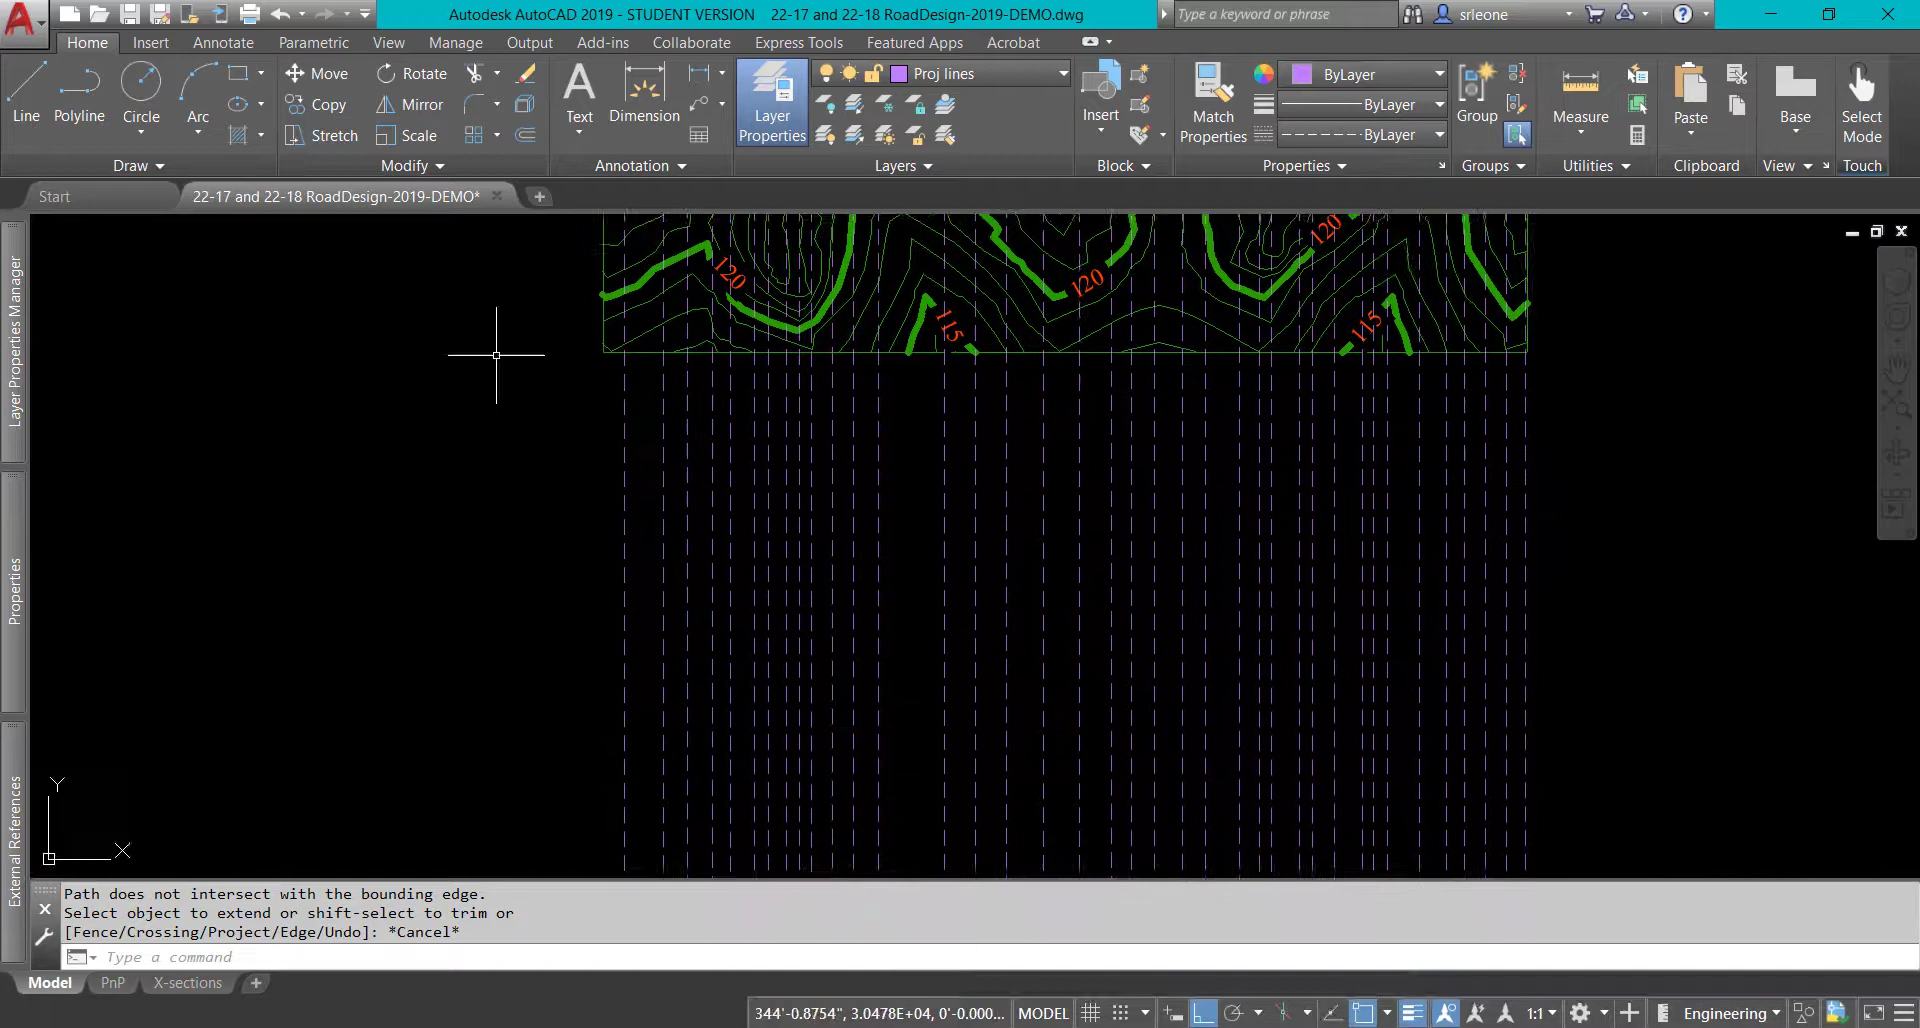 Autodesk AutoCAD 2019 - STUDENT VERSION 22-17 and 22-18 RoadDesign-2019-DEMO.dwg
Type a keyword or phrase
srleone
Home Insert Annotate Parametric View Manage Output Add-ins Collaborate Express Tools Featured Apps Acrobat
Move Rotate Proj lines ByLayer
Copy Mirror ByLayer
Line Polyline Circle Arc Text Dimension Layer Insert Match Group Measure Paste Base Select
Stretch Scale Properties Properties ByLayer Mode
Draw Modify Annotation Layers Block Properties Groups Utilities Clipboard View Touch
Start 22-17 and 22-18 RoadDesign-2019-DEMO*
Layer Properties Manager
Properties
External References
120
120
120
115
115
Y
X
Path does not intersect with the bounding edge.
Select object to extend or shift-select to trim or
[Fence/Crossing/Project/Edge/Undo]: *Cancel*
Type a command
Model PnP X-sections
344'-0.8754", 3.0478E+04, 0'-0.000... MODEL 1:1 Engineering